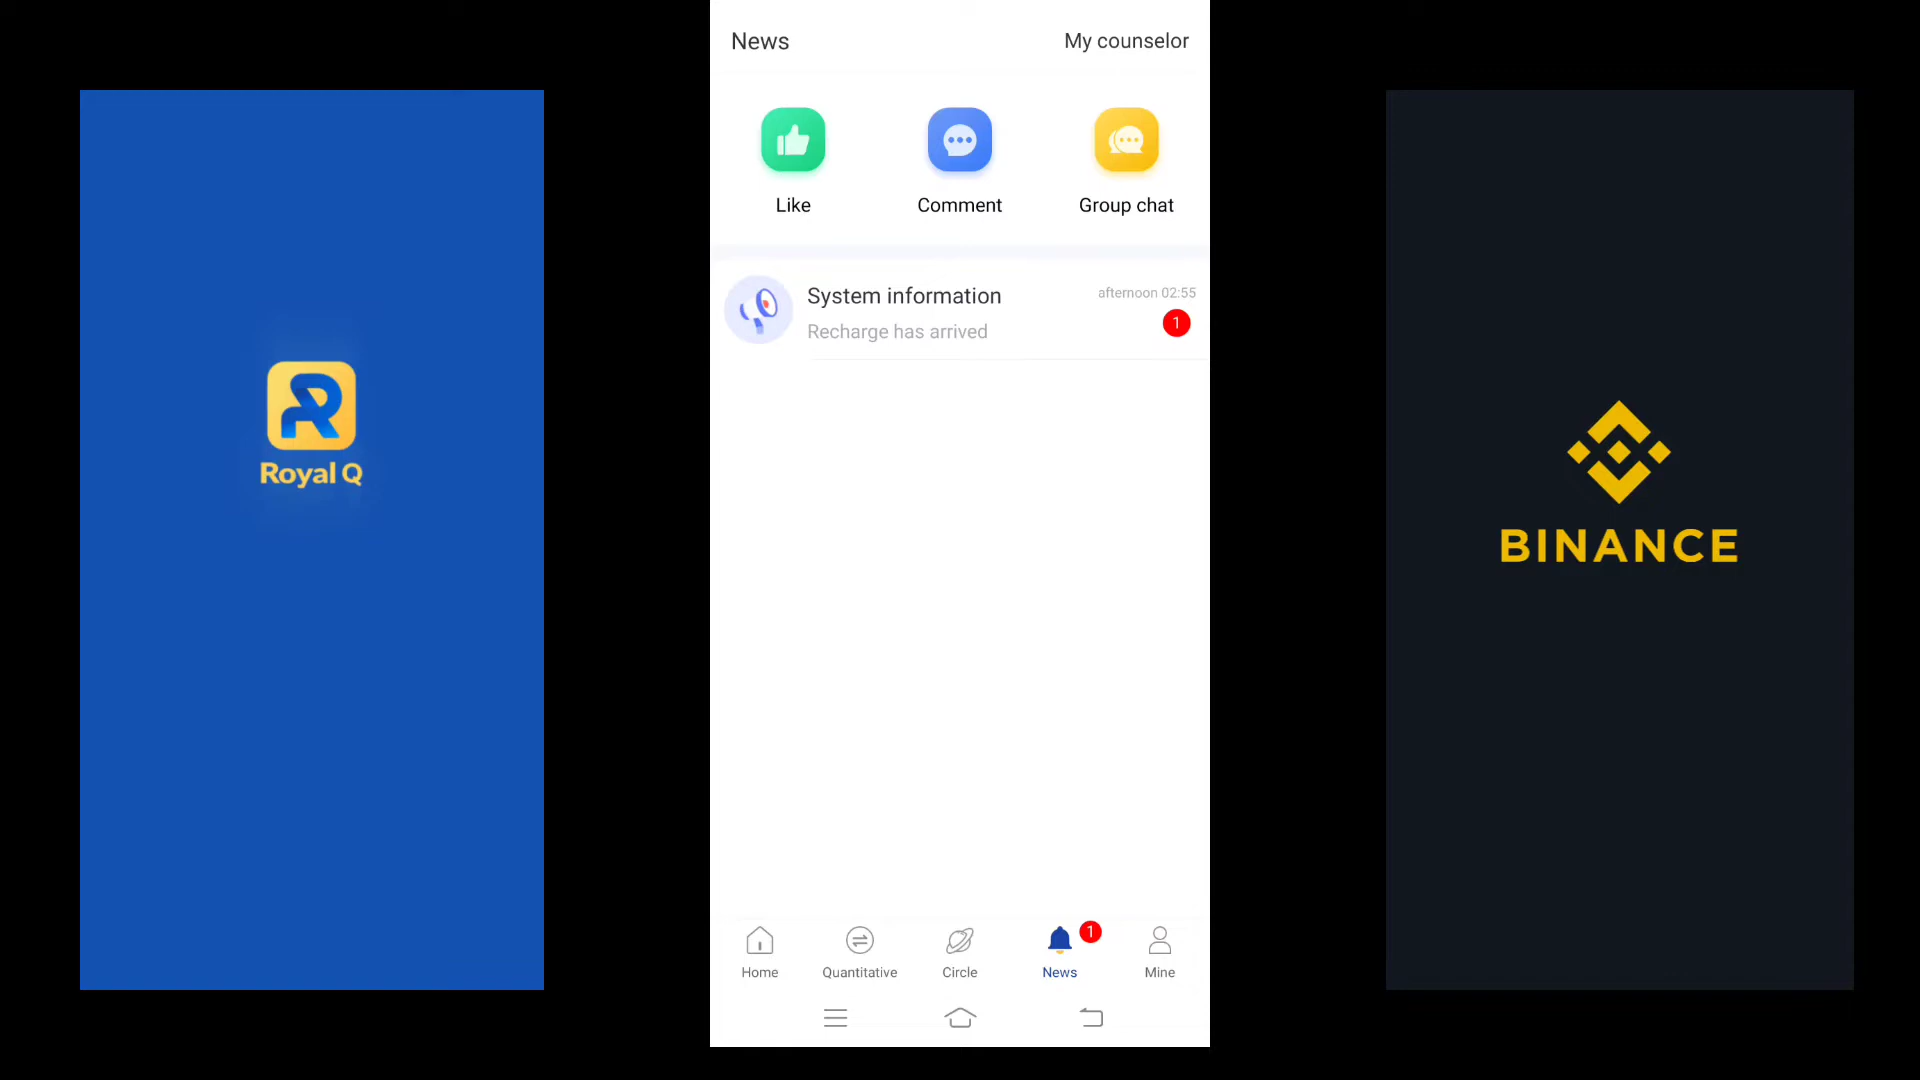 Royal Q
News
My counselor
Like
Comment
Group chat
System information
afternoon 02:55
Recharge has arrived
1
Home
Quantitative
Circle
News
1
Mine
BINANCE